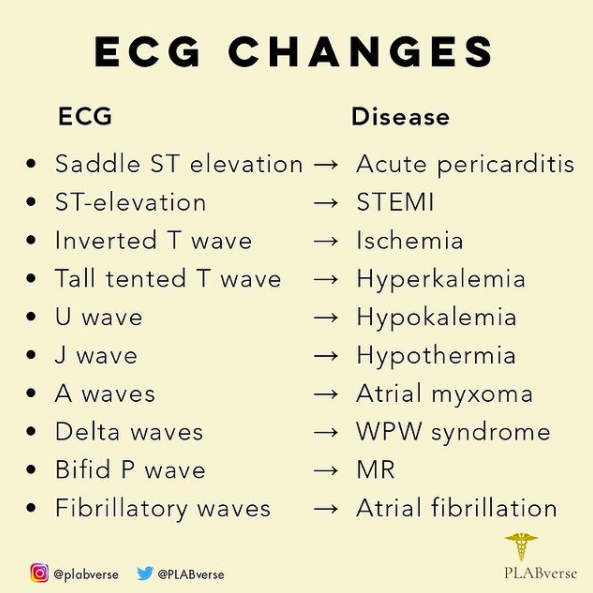 ECG CHANGES
ECG Disease
• Saddle ST elevation → Acute pericarditis
• ST-elevation → STEMI
• Inverted T wave → Ischemia
• Tall tented T wave → Hyperkalemia
• U wave → Hypokalemia
• J wave → Hypothermia
• A waves → Atrial myxoma
• Delta waves → WPW syndrome
• Bifid P wave → MR
• Fibrillatory waves → Atrial fibrillation
@plabverse @PLABverse PLABverse